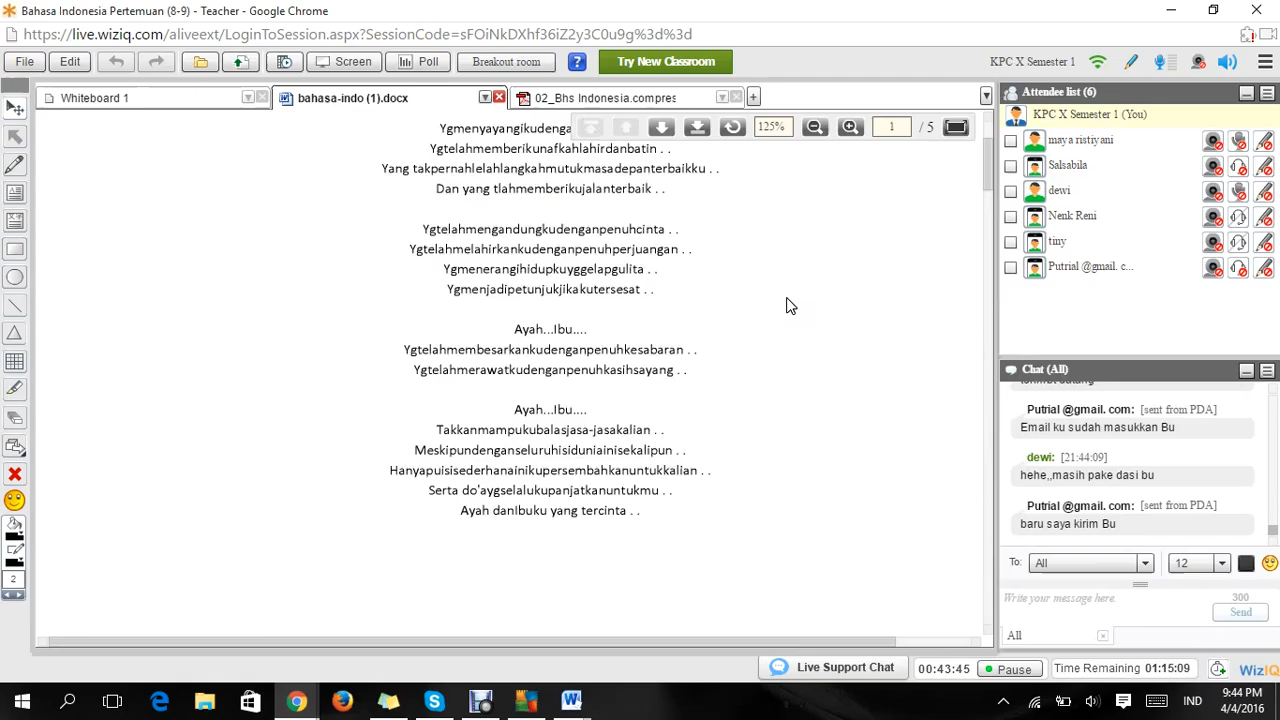 Bahasa Indonesia Pertemuan (8-9) - Teacher - Google Chrome
https://live.wiziq.com/aliveext/LoginToSession.aspx?SessionCode=sFOiNkDXhf36iZ2y3C0u9g%3d%3d
File Edit Screen Poll Breakout room ? Try New Classroom KPC X Semester 1
Whiteboard 1 bahasa-indo (1).docx 02_Bhs Indonesia.compres
125% 1 / 5
Ygmenyayangikudenga
Ygtelahmemberikunafkahlahirdanbatin . .
Yang takpernahlelahlangkahmutukmasadepanterbaikku . .
Dan yang tlahmemberikujalanterbaik . .
Ygtelahmengandungkudenganpenuhcinta . .
Ygtelahmelahirkankudenganpenuhperjuangan . .
Ygmenerangihidupkuyggelapgulita . .
Ygmenjadipetunjukjikakutersesat . .
Ayah...Ibu....
Ygtelahmembesarkankudenganpenuhkesabaran . .
Ygtelahmerawatkudenganpenuhkasihsayang . .
Ayah...Ibu....
Takkanmampukubalasjasa-jasakalian . .
Meskipundenganseluruhisiduniainisekalipun . .
Hanyapuisisederhanainikupersembahkanuntukkalian . .
Serta do'aygselalukupanjatkanuntukmu . .
Ayah danIbuku yang tercinta . .
2
Attendee list (6)
KPC X Semester 1 (You)
maya ristiyani
Salsabila
dewi
Nenk Reni
tiny
Putrial @gmail. c...
Chat (All)
Putrial @gmail. com: [sent from PDA]
Email ku sudah masukkan Bu
dewi: [21:44:09]
hehe,,masih pake dasi bu
Putrial @gmail. com: [sent from PDA]
baru saya kirim Bu
To: All 12
Write your message here. 300
Send
All
Live Support Chat 00:43:45 Pause Time Remaining 01:15:09 WizIQ
IND
9:44 PM
4/4/2016